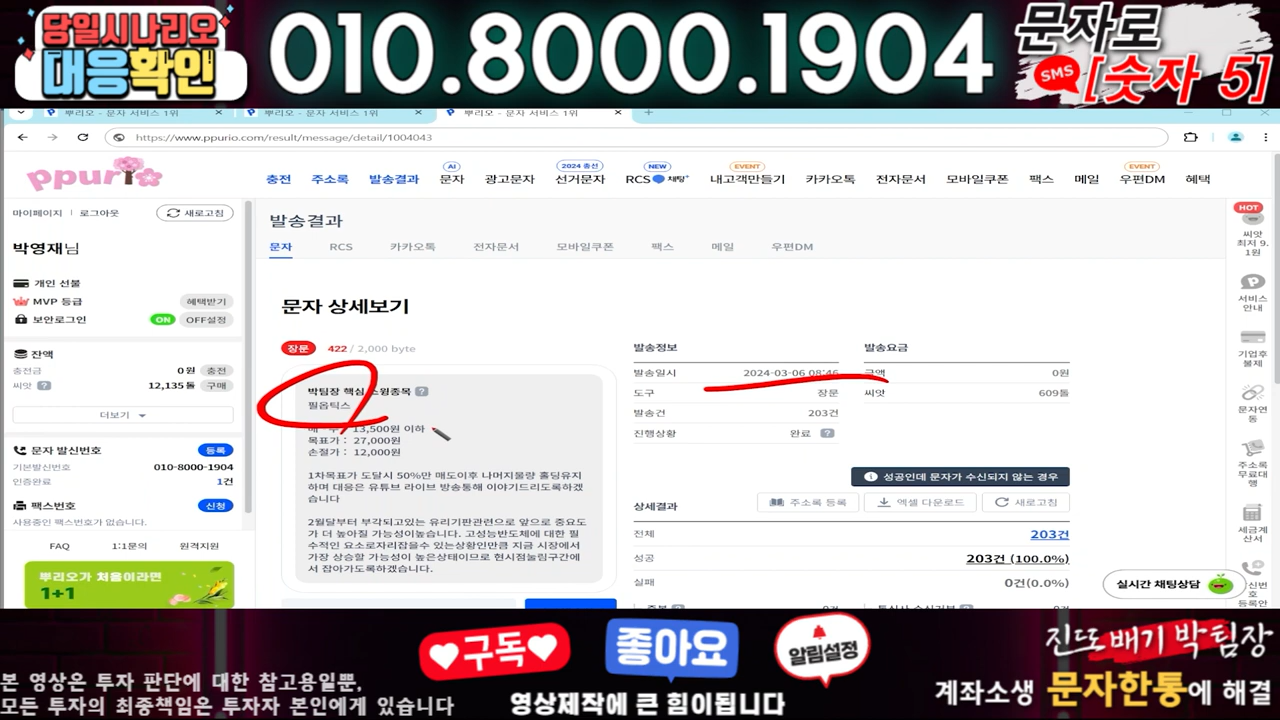 당일시나리오
대응확인
010.8000.1904
문자로
SMS
[숫자 5]
뿌리오 - 문자 서비스 1위
뿌리오 - 문자 서비스 1위
뿌리오 - 문자 서비스 1위
https://www.ppurio.com/result/message/detail/1004043
ppurio
충전
주소록
발송결과
AI
문자
광고문자
2024 총선
선거문자
NEW
RCS 채팅+
EVENT
내고객만들기
카카오톡
전자문서
모바일쿠폰
팩스
메일
EVENT
우편DM
혜택
마이페이지 | 로그아웃
새로고침
박영재님
개인 선불
MVP 등급
혜택받기
보안로그인
ON
OFF설정
잔액
충전금
0원
충전
씨앗 ?
12,135톨
구매
더보기
문자 발신번호
등록
기본발신번호
010-8000-1904
인증완료
1건
팩스번호
신청
사용중인 팩스번호가 없습니다.
FAQ
1:1문의
원격지원
뿌리오가 처음이라면
1+1
발송결과
문자
RCS
카카오톡
전자문서
모바일쿠폰
팩스
메일
우편DM
문자 상세보기
장문
422 / 2,000 byte
박팀장 핵심
?
필옵틱스
13,500원 이하
목표가 : 27,000원
손절가 : 12,000원
1차목표가 도달시 50%만 매도이후 나머지물량 홀딩유지
하며 대응은 유튜브 라이브 방송통해 이야기드리도록하겠
습니다
2월달부터 부각되고있는 유리기판관련으로 앞으로 중요도
가 더 높아질 가능성이높습니다. 고성능반도체에 대한 필
수적인 요소로자리잡을수 있는상황인만큼 지금 시장에서
가장 상승할 가능성이 높은상태이므로 현시점눌림구간에
서 잡아가도록하겠습니다.
발송정보
발송일시
2024-03-06 08:46
도구
장문
발송건
203건
진행상황
완료 ?
발송요금
금액
0원
씨앗
609톨
성공인데 문자가 수신되지 않는 경우
상세결과
주소록 등록
엑셀 다운로드
새로고침
전체
203건
성공
203건 (100.0%)
실패
0건(0.0%)
실시간 채팅상담
HOT
씨앗
최저 9.
1원
서비스
안내
기업후
불제
문자연
동
주소록
무료대
행
세금계
산서
구독
좋아요
알림설정
영상제작에 큰 힘이됩니다
본 영상은 투자 판단에 대한 참고용일뿐,
모든 투자의 최종책임은 투자자 본인에게 있습니다
진또배기 박팀장
계좌소생 문자한통에 해결